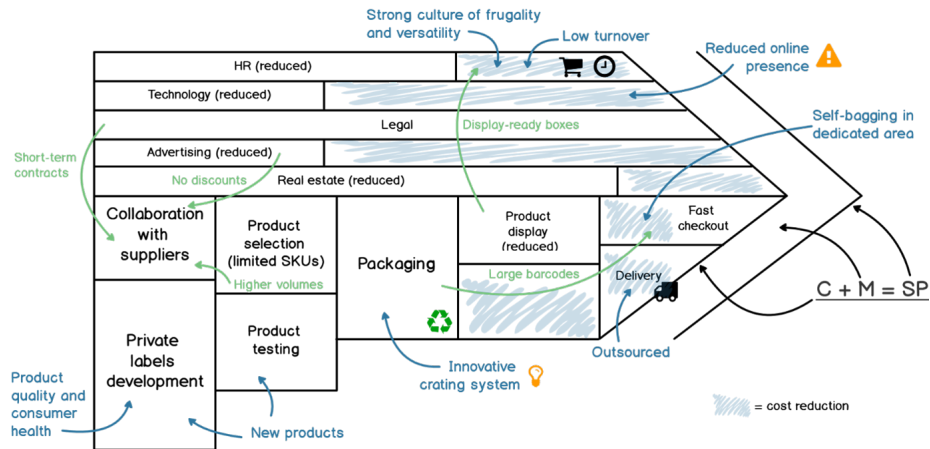 Strong culture of frugality
and versatility
Low turnover
Reduced online
presence
HR (reduced)
Technology (reduced)
Legal
Display-ready boxes
Self-bagging in
dedicated area
Short-term
contracts
Advertising (reduced)
No discounts
Real estate (reduced)
Collaboration
with
suppliers
Product
selection
(limited SKUs)
Higher volumes
Packaging
Product
display
(reduced)
Fast
checkout
Large barcodes
Delivery
C + M = SP
Private
labels
development
Product
testing
Outsourced
Innovative
crating system
Product
quality and
consumer
health
New products
= cost reduction